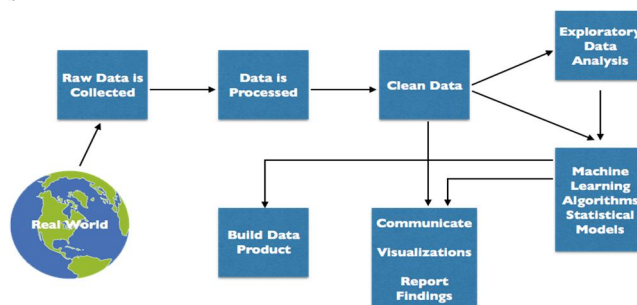 Exploratory
Data
Analysis
Raw Data is
Collected
Data is
Processed
Clean Data
Machine
Learning
Algorithms
Statistical
Models
Real World
Build Data
Product
Communicate
Visualizations
Report
Findings